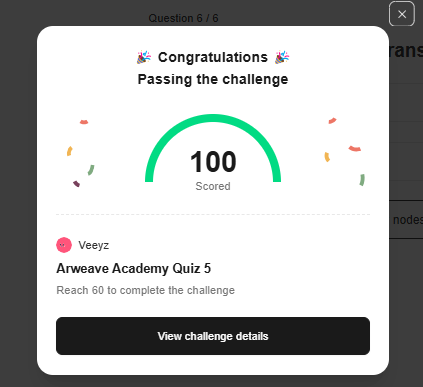 Question 6 / 6
Congratulations
Passing the challenge
100
Scored
nodes
Veeyz
Arweave Academy Quiz 5
Reach 60 to complete the challenge
View challenge details